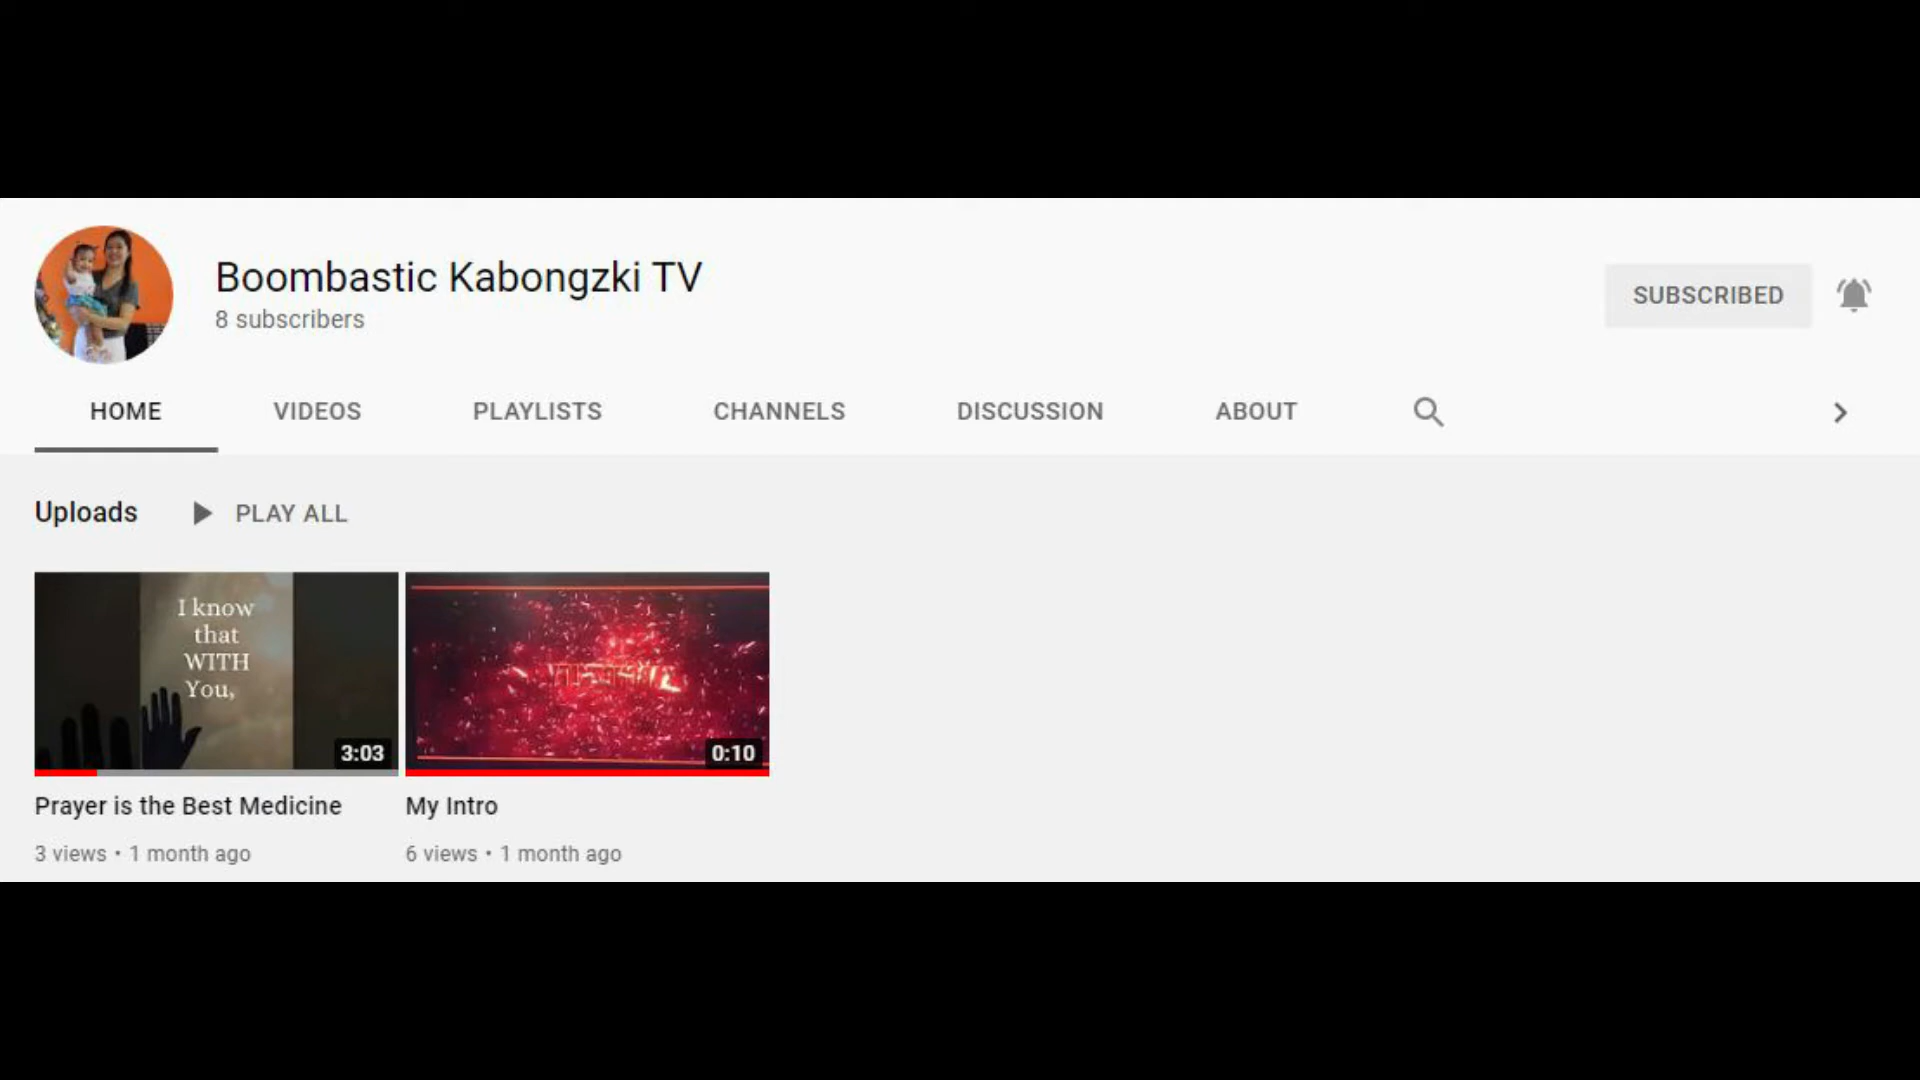 Boombastic Kabongzki TV
8 subscribers
SUBSCRIBED
HOME VIDEOS PLAYLISTS CHANNELS DISCUSSION ABOUT
Uploads PLAY ALL
I know
that
WITH
You,
3:03
0:10
Prayer is the Best Medicine
3 views • 1 month ago
My Intro
6 views • 1 month ago